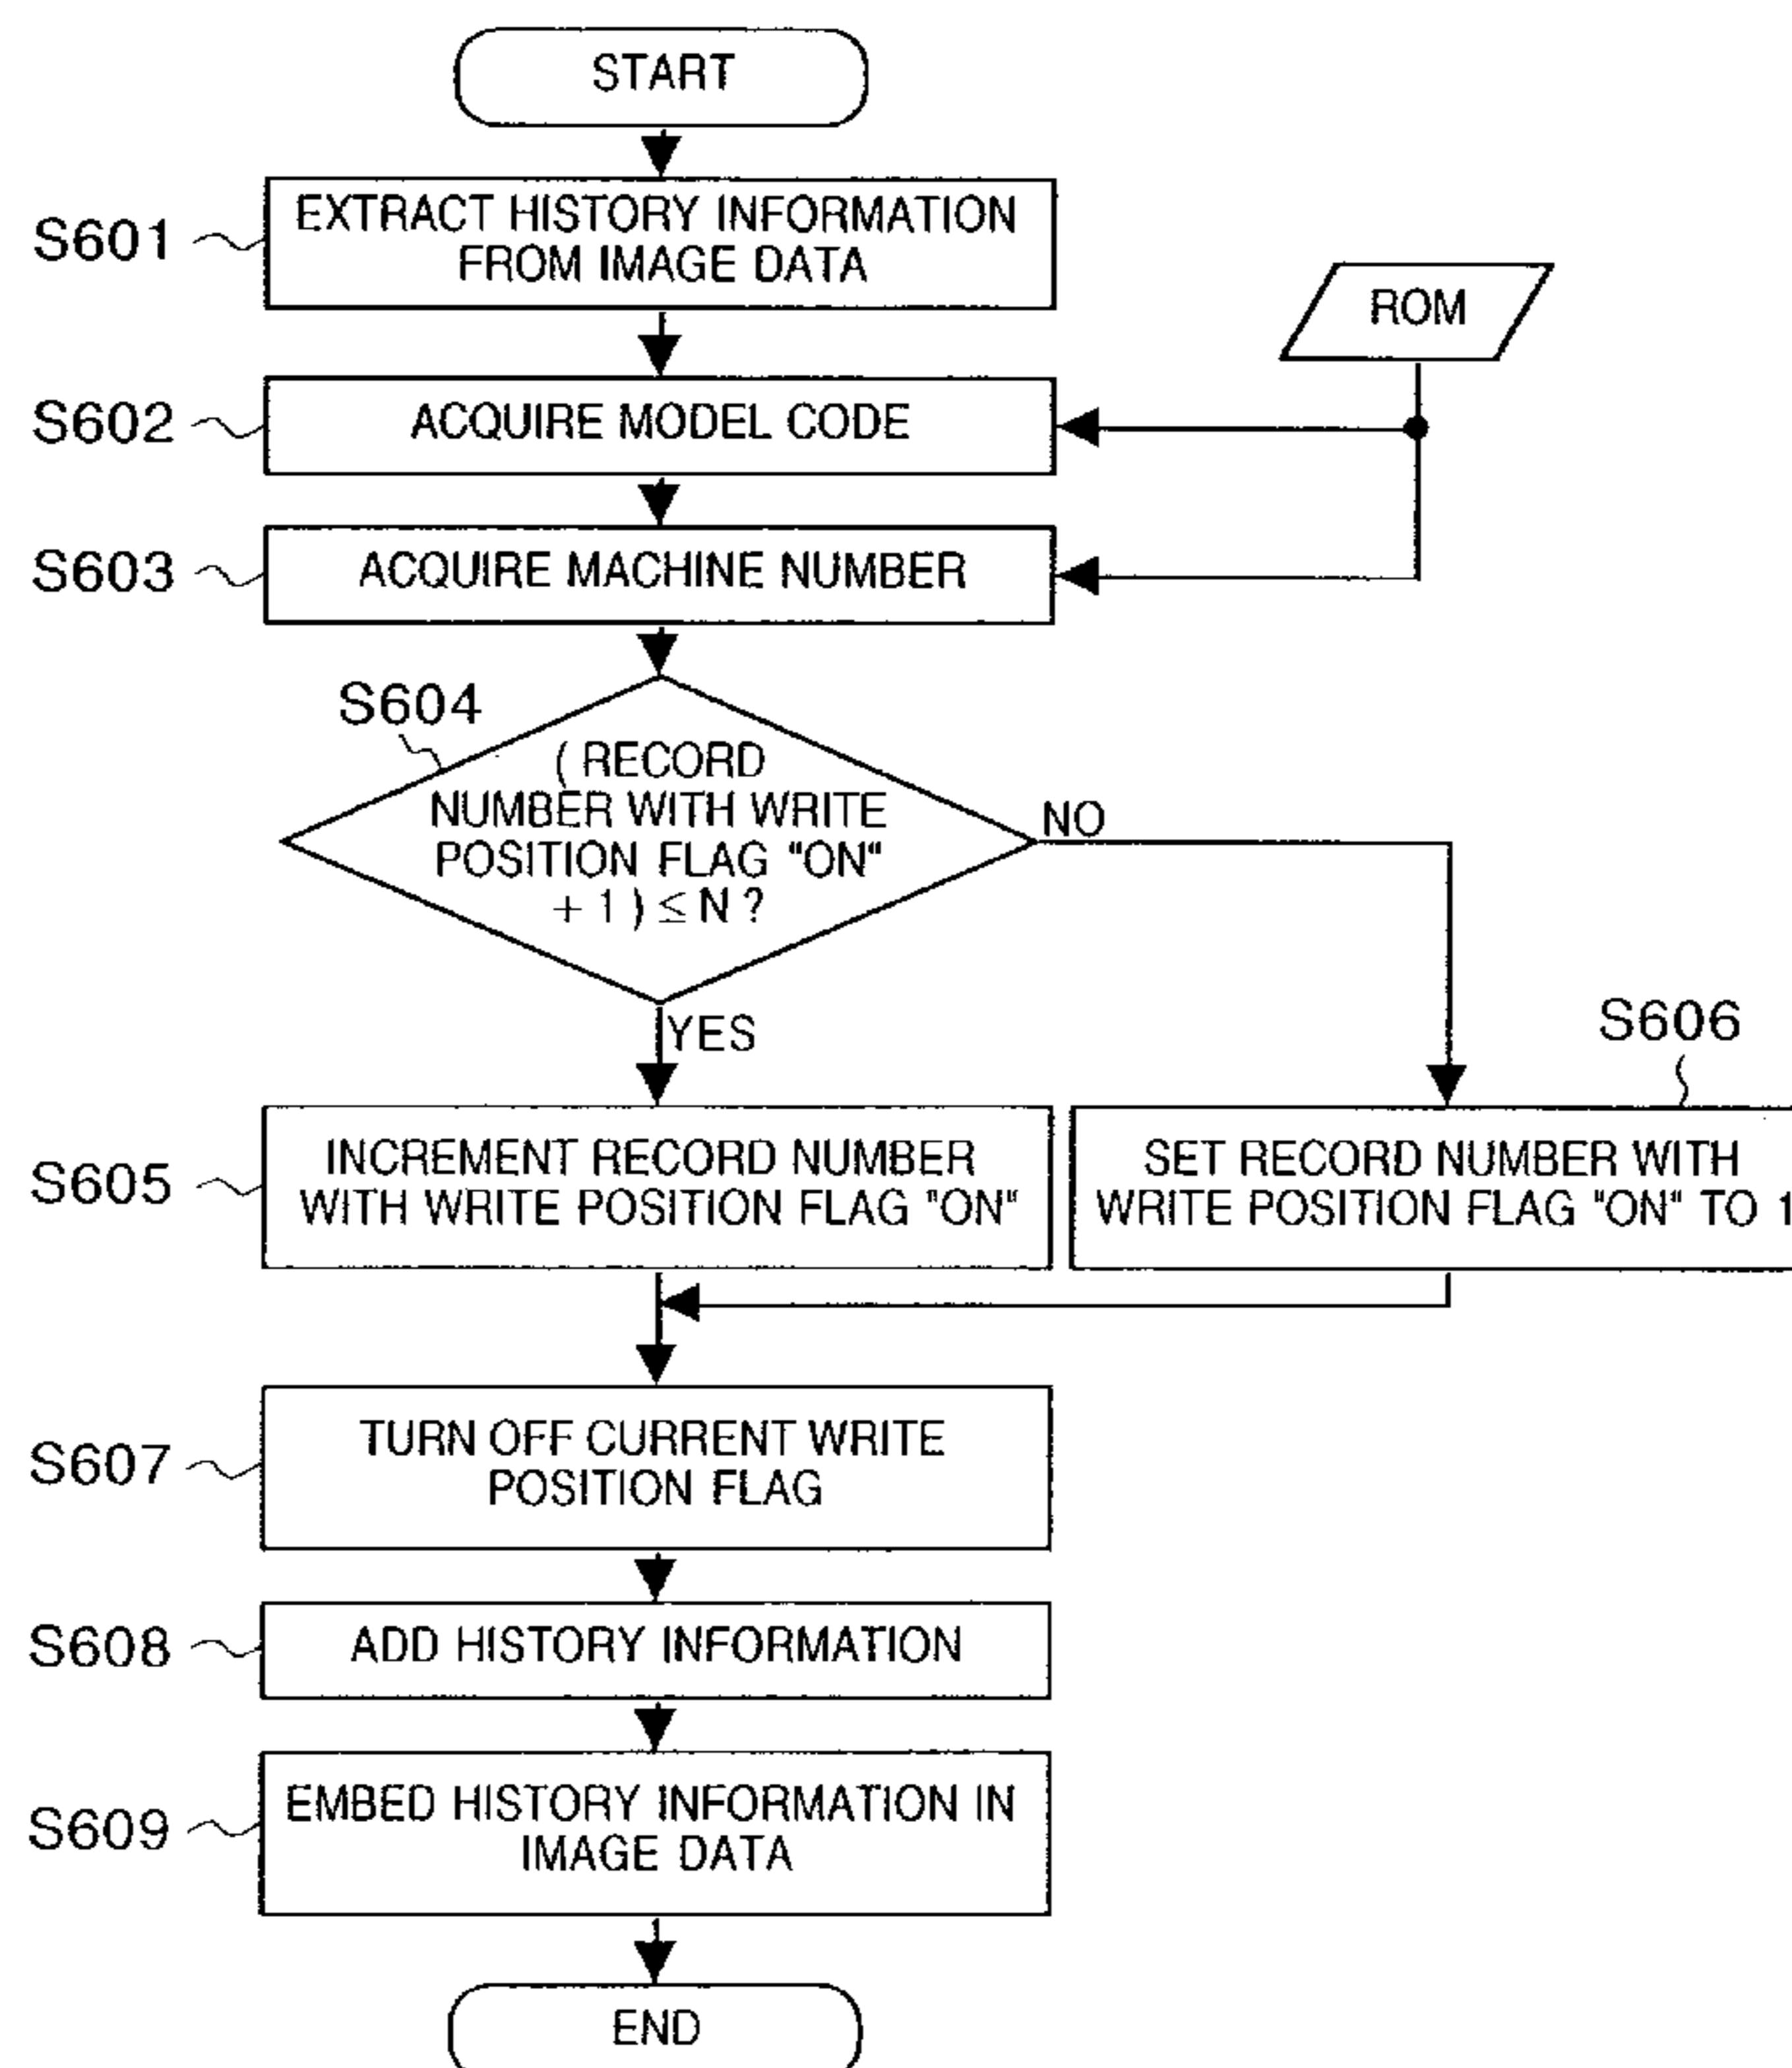 START
S601
EXTRACT HISTORY INFORMATION
FROM IMAGE DATA
ROM
S602
ACQUIRE MODEL CODE
S603
ACQUIRE MACHINE NUMBER
S604
( RECORD
NUMBER WITH WRITE
POSITION FLAG "ON"
+ 1 ) ≤ N ?
NO
YES
S606
S605
INCREMENT RECORD NUMBER
WITH WRITE POSITION FLAG "ON"
SET RECORD NUMBER WITH
WRITE POSITION FLAG "ON" TO 1
S607
TURN OFF CURRENT WRITE
POSITION FLAG
S608
ADD HISTORY INFORMATION
S609
EMBED HISTORY INFORMATION IN
IMAGE DATA
END